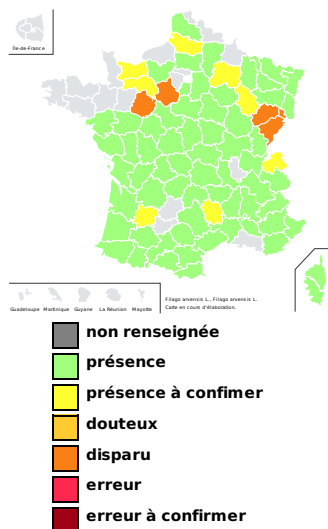 Île-de-France
Guadeloupe Martinique Guyane La Réunion Mayotte
Filago arvensis L., Filago arvensis L.
Carte en cours d'élaboration.
non renseignée
présence
présence à confimer
douteux
disparu
erreur
erreur à confirmer